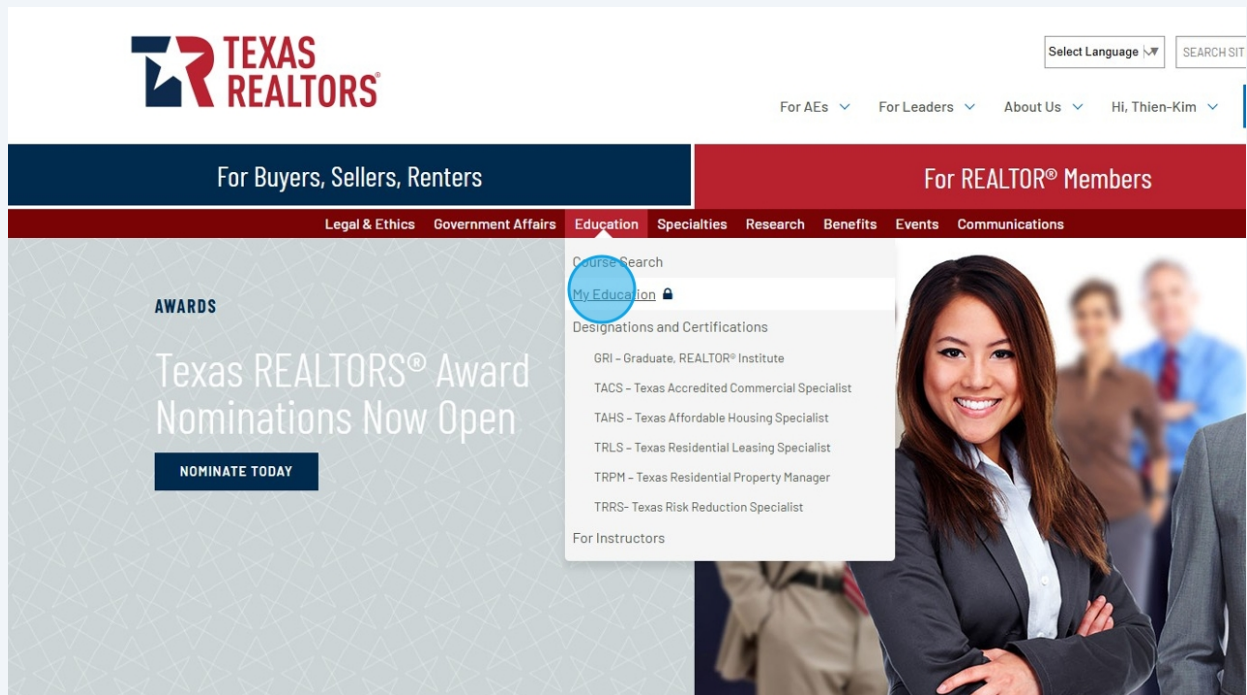 TEXAS
REALTORS®
Select Language ▼
SEARCH SIT
For AEs
For Leaders
About Us
Hi, Thien-Kim
For Buyers, Sellers, Renters
For REALTOR® Members
Legal & Ethics Government Affairs Education Specialties Research Benefits Events Communications
Course Search
My Education
Designations and Certifications
GRI – Graduate, REALTOR® Institute
TACS – Texas Accredited Commercial Specialist
TAHS – Texas Affordable Housing Specialist
TRLS – Texas Residential Leasing Specialist
TRPM – Texas Residential Property Manager
TRRS- Texas Risk Reduction Specialist
For Instructors
AWARDS
Texas REALTORS® Award
Nominations Now Open
NOMINATE TODAY